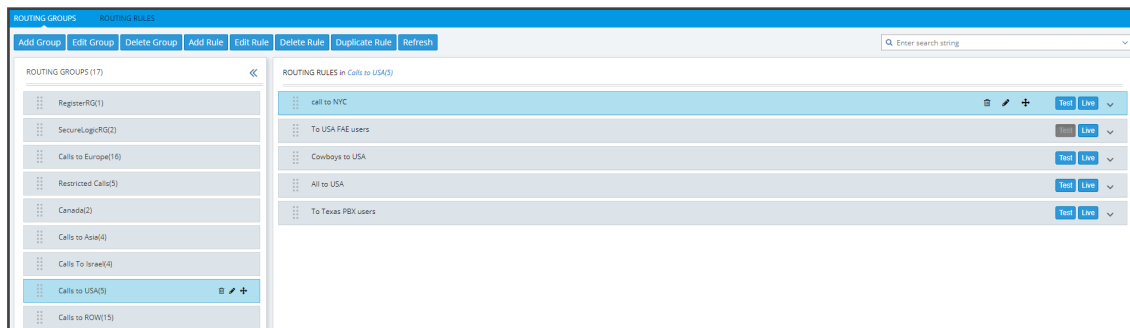 ROUTING GROUPS ROUTING RULES
Add Group Edit Group Delete Group Add Rule Edit Rule Delete Rule Duplicate Rule Refresh Enter search string
ROUTING GROUPS (17)
RegisterRG(1)
SecureLogicRG(2)
Calls to Europe(16)
Restricted Calls(5)
Canada(2)
Calls to Asia(4)
Calls To Israel(4)
Calls to USA(5)
Calls to ROW(15)
ROUTING RULES in Calls to USA(5)
call to NYC Test Live
To USA FAE users Test Live
Cowboys to USA Test Live
All to USA Test Live
To Texas PBX users Test Live